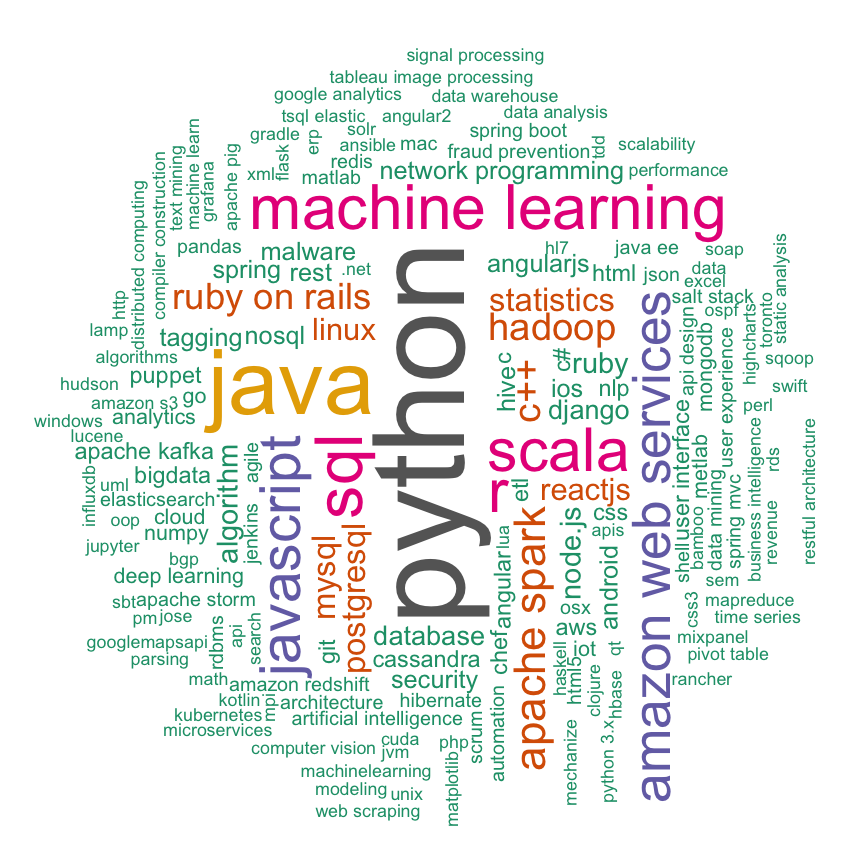 signal processing
tableau image processing
google analytics
data warehouse
tsql elastic
angular2
data analysis
gradle
erp
solr
ansible
mac
spring boot
tdd
scalability
redis
fraud prevention
xml
flask
matlab
network programming
performance
distributed computing
compiler construction
text mining
machine learn
grafana
apache pig
machine learning
pandas
malware
python
hl7
java ee
soap
spring
rest
.net
angularjs
html
json
data
excel
http
ruby on rails
statistics
amazon web services
salt stack
ospf
highcharts
toronto
static analysis
lamp
tagging
nosql
linux
hadoop
api design
mongodb
algorithms
java
hive
c
c++
c#
ruby
user experience
sqoop
hudson
puppet
go
ios
nlp
swift
amazon s3
windows
analytics
django
perl
lucene
apache kafka
javascript
sql
scala
user interface
metlab
business intelligence
rds
restful architecture
influxdb
uml
bigdata
algorithm
agile
r
etl
reactjs
shell
bamboo
data mining
spring mvc
revenue
elasticsearch
oop
cloud
jenkins
mysql
postgresql
lua
apache spark
node.js
css
apis
numpy
jupyter
bgp
deep learning
angular
android
sem
sbt
apache storm
osx
css3
mapreduce
pm
jose
rdbms
api
search
git
database
chef
aws
time series
googlemapsapi
cassandra
haskell
html5
iot
qt
mixpanel
parsing
security
clojure
hbase
pivot table
math
amazon redshift
rancher
kotlin
mpi
architecture
hibernate
scrum
automation
kubernetes
artificial intelligence
microservices
computer vision
cuda
jvm
php
matplotlib
mechanize
python 3.x
machinelearning
modeling
unix
web scraping